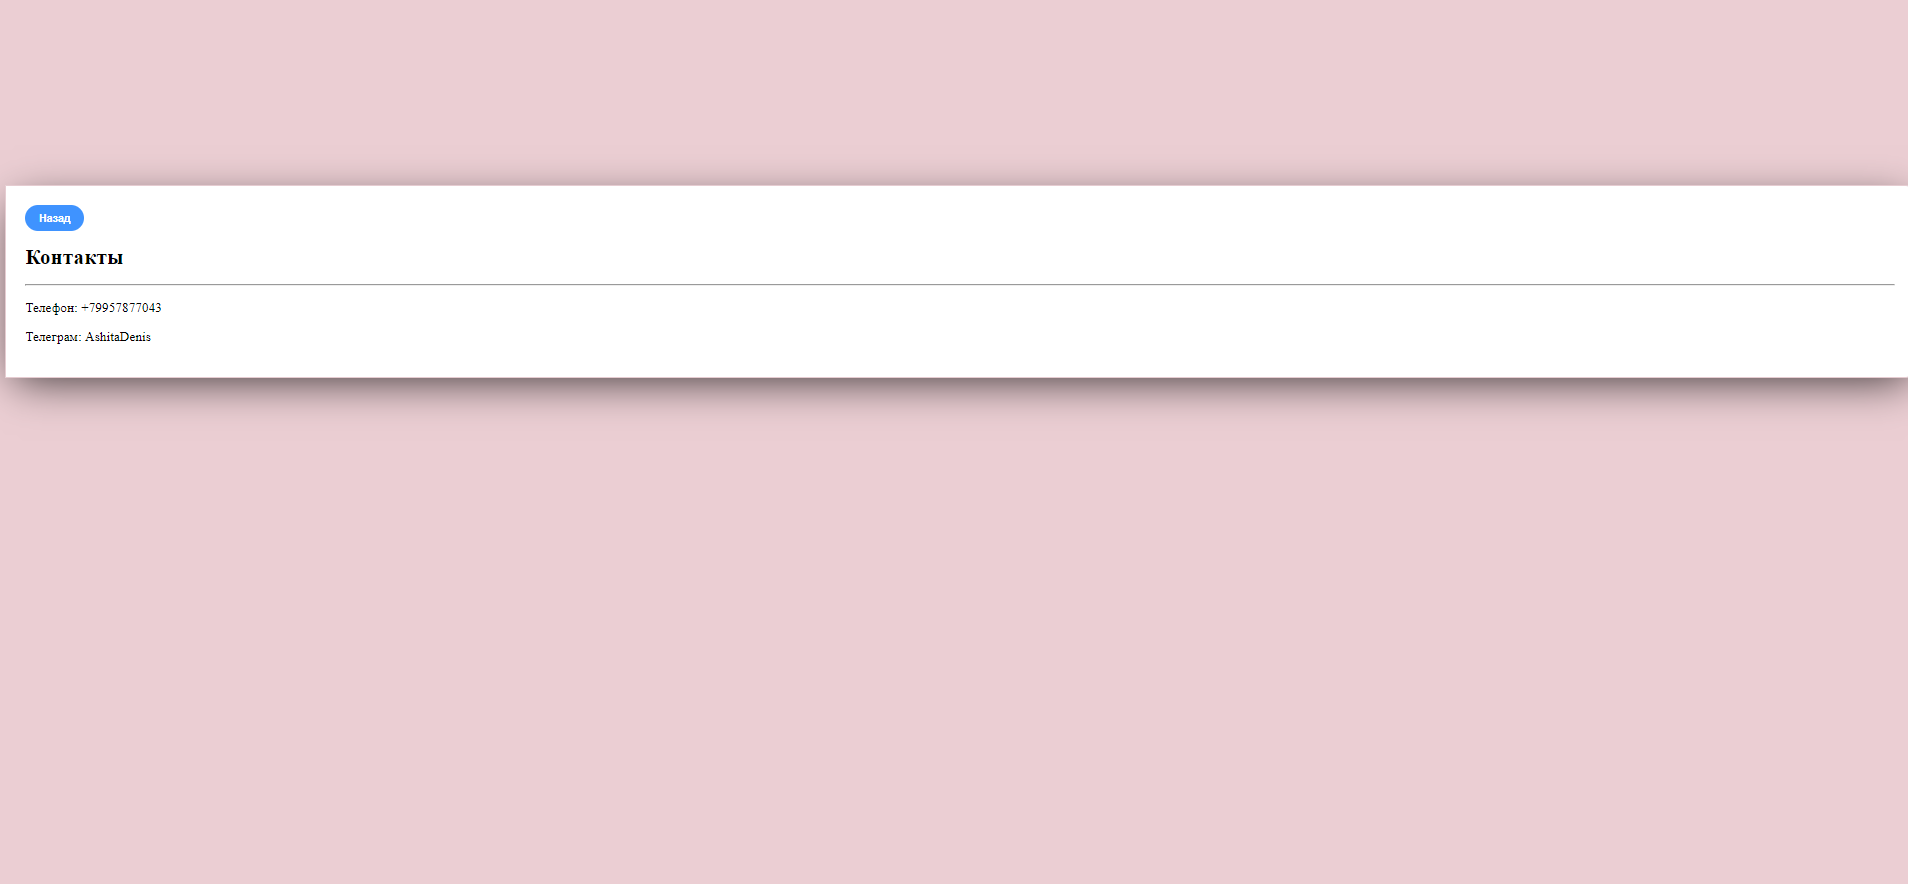 Назад
Контакты
Телефон: +79957877043
Телеграм: AshitaDenis